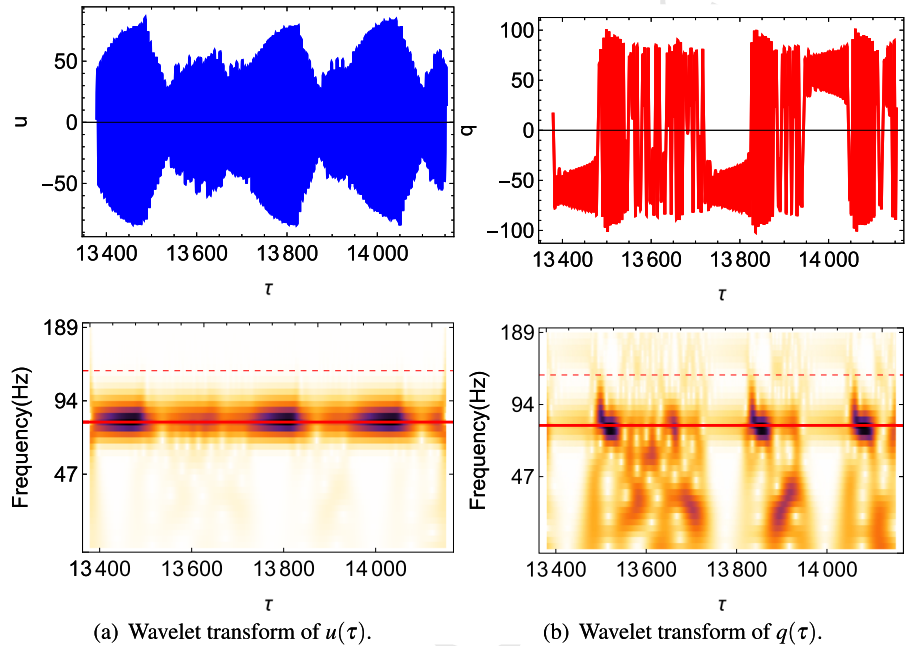 u
50
0
−50
13 400 13 600 13 800 14 000
τ
q
100
50
0
−50
−100
13 400 13 600 13 800 14 000
τ
Frequency(Hz)
189
94
47
13 400 13 600 13 800 14 000
τ
Frequency(Hz)
189
94
47
13 400 13 600 13 800 14 000
τ
(a) Wavelet transform of u(τ).
(b) Wavelet transform of q(τ).